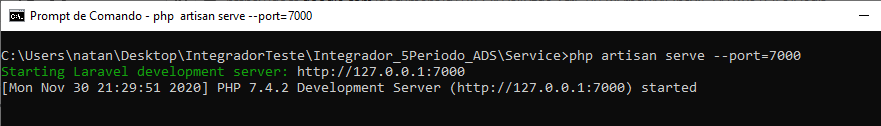 Prompt de Comando - php  artisan serve --port=7000
C:\Users\natan\Desktop\IntegradorTeste\Integrador_5Periodo_ADS\Service>php artisan serve --port=7000
Starting Laravel development server: http://127.0.0.1:7000
[Mon Nov 30 21:29:51 2020] PHP 7.4.2 Development Server (http://127.0.0.1:7000) started